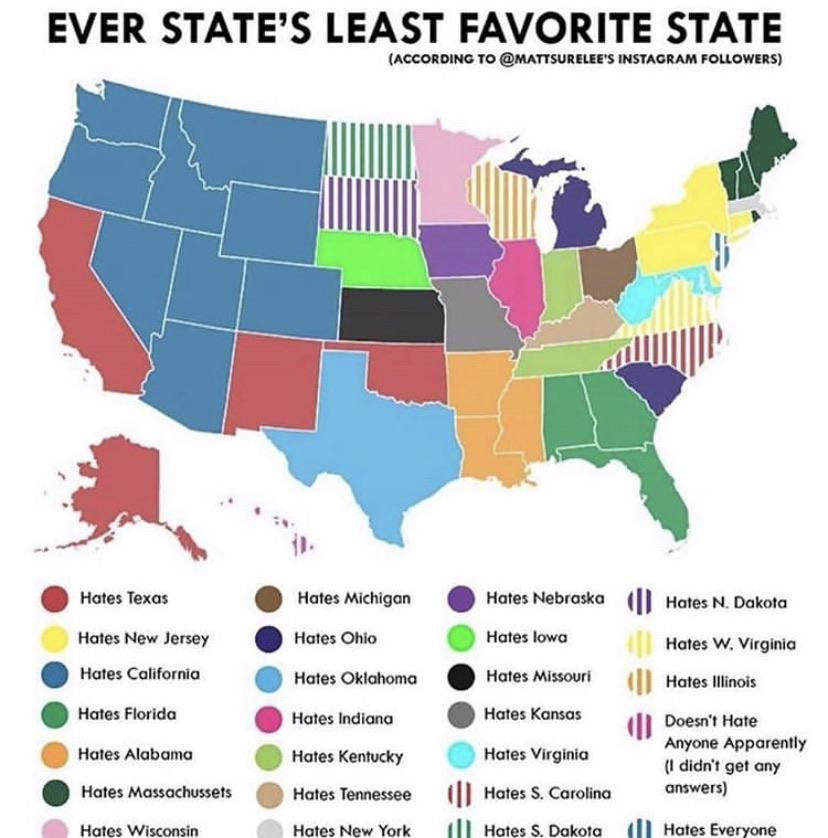 EVER STATE'S LEAST FAVORITE STATE
(ACCORDING TO @MATTSURELEE'S INSTAGRAM FOLLOWERS)
Hates Texas
Hates New Jersey
Hates California
Hates Florida
Hates Alabama
Hates Massachussets
Hates Wisconsin
Hates Michigan
Hates Ohio
Hates Oklahoma
Hates Indiana
Hates Kentucky
Hates Tennessee
Hates New York
Hates Nebraska
Hates Iowa
Hates Missouri
Hates Kansas
Hates Virginia
Hates S. Carolina
Hates S. Dakota
Hates N. Dakota
Hates W. Virginia
Hates Illinois
Doesn't Hate
Anyone Apparently
(I didn't get any
answers)
Hates Everyone